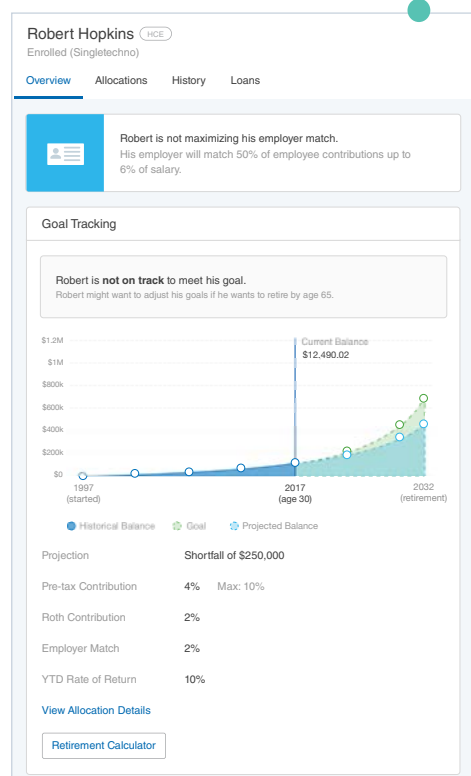 Robert Hopkins HCE
Enrolled (Singletechno)
Overview Allocations History Loans
Robert is not maximizing his employer match.
His employer will match 50% of employee contributions up to
6% of salary.
Goal Tracking
Robert is not on track to meet his goal.
Robert might want to adjust his goals if he wants to retire by age 65.
$1.2M
$1M
$800k
$600k
$400k
$200k
$0
Current Balance
$12,490.02
1997
(started)
2017
(age 30)
2032
(retirement)
Historical Balance Goal Projected Balance
Projection Shortfall of $250,000
Pre-tax Contribution 4% Max: 10%
Roth Contribution 2%
Employer Match 2%
YTD Rate of Return 10%
View Allocation Details
Retirement Calculator